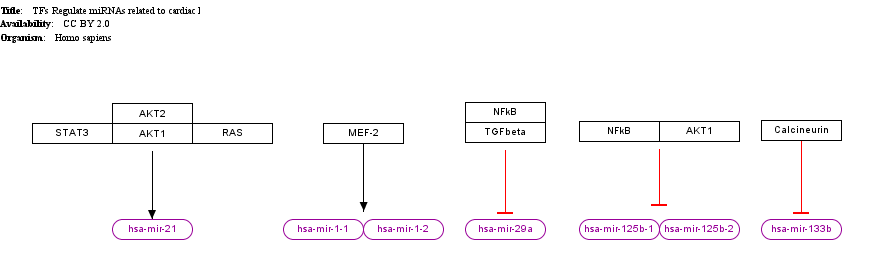 Title: TFs Regulate miRNAs related to cardiac l
Availability: CC BY 2.0
Organism: Homo sapiens
AKT2
STAT3 AKT1 RAS
MEF-2
NFkB
TGFbeta
NFkB AKT1
Calcineurin
hsa-mir-21
hsa-mir-1-1 hsa-mir-1-2
hsa-mir-29a
hsa-mir-125b-1 hsa-mir-125b-2
hsa-mir-133b